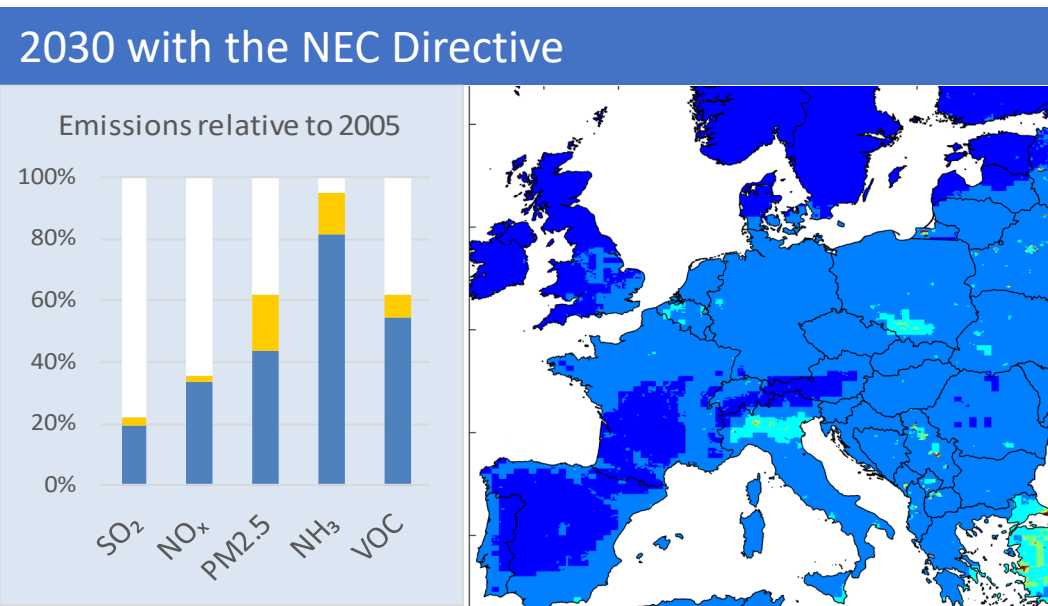 2030 with the NEC Directive
Emissions relative to 2005
100%
80%
60%
40%
20%
0%
SO₂
NOₓ
PM2.5
NH₃
VOC